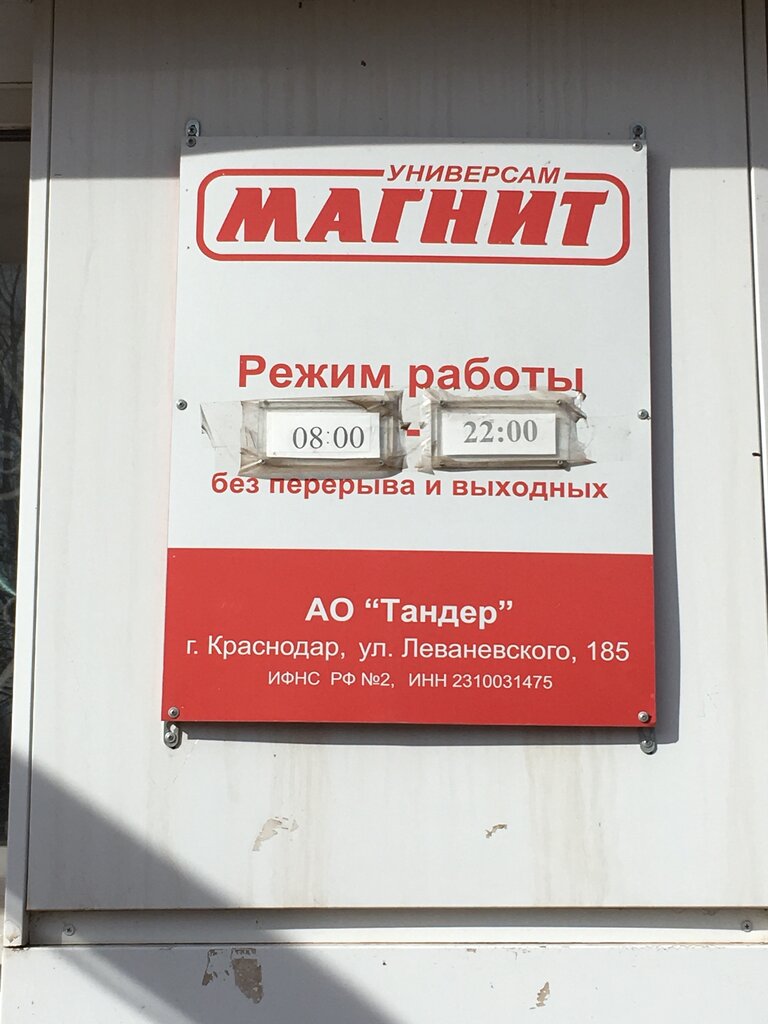 УНИВЕРСАМ
МАГНИТ
Режим работы
08:00 - 22:00
без перерыва и выходных
АО “Тандер”
г. Краснодар, ул. Леваневского, 185
ИФНС РФ №2, ИНН 2310031475